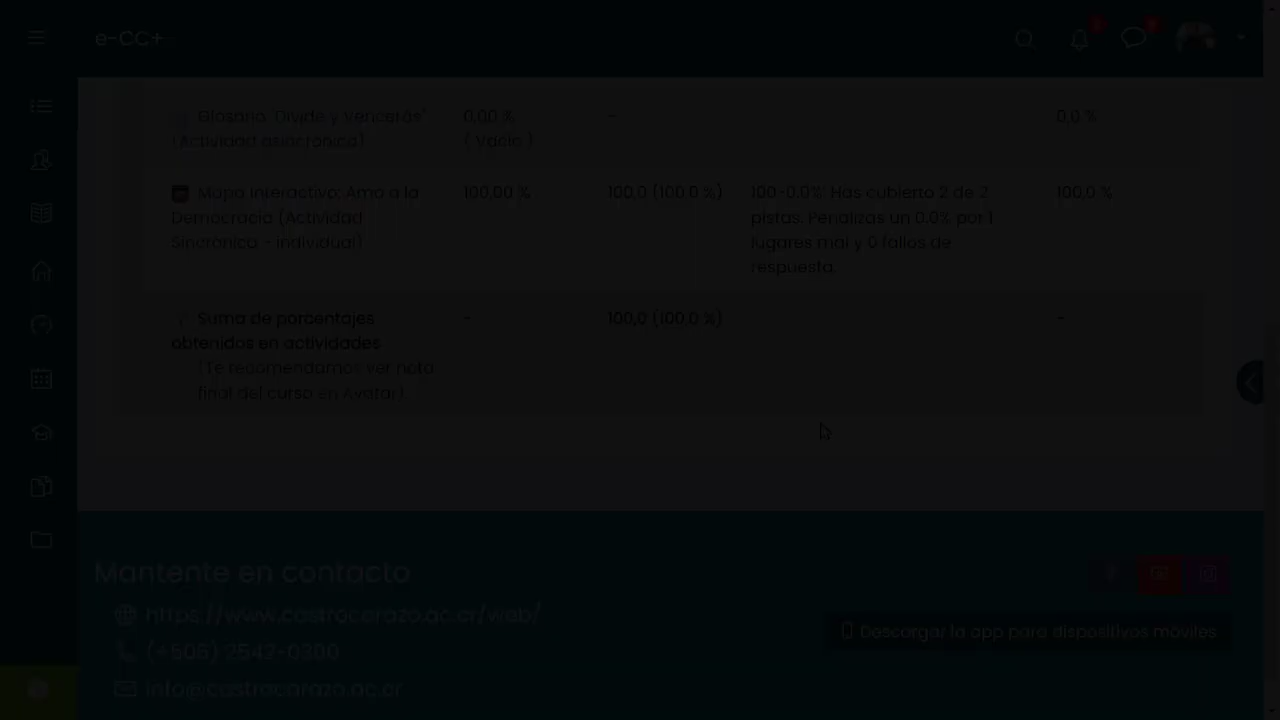 e-CC+
Glosario: "Divide y vencerás" 0,00 % - 0,0 %
(Actividad asincrónica) ( Vacío )
Mapa Interactivo: Amo a la 100,00 % 100,0 (100,0 %) 100-0.0%: Has cubierto 2 de 2 100,0 %
Democracia (Actividad pistas. Penalizas un 0.0% por 1
Sincrónica - individual) lugares mal y 0 fallos de
respuesta.
Suma de porcentajes - 100,0 (100,0 %) -
obtenidos en actividades
(Te recomendamos ver nota
final del curso en Avatar)
Mantente en contacto
https://www.castrocarazo.ac.cr/web/
Descargar la app para dispositivos móviles
(+506) 2542-0300
info@castrocarazo.ac.cr